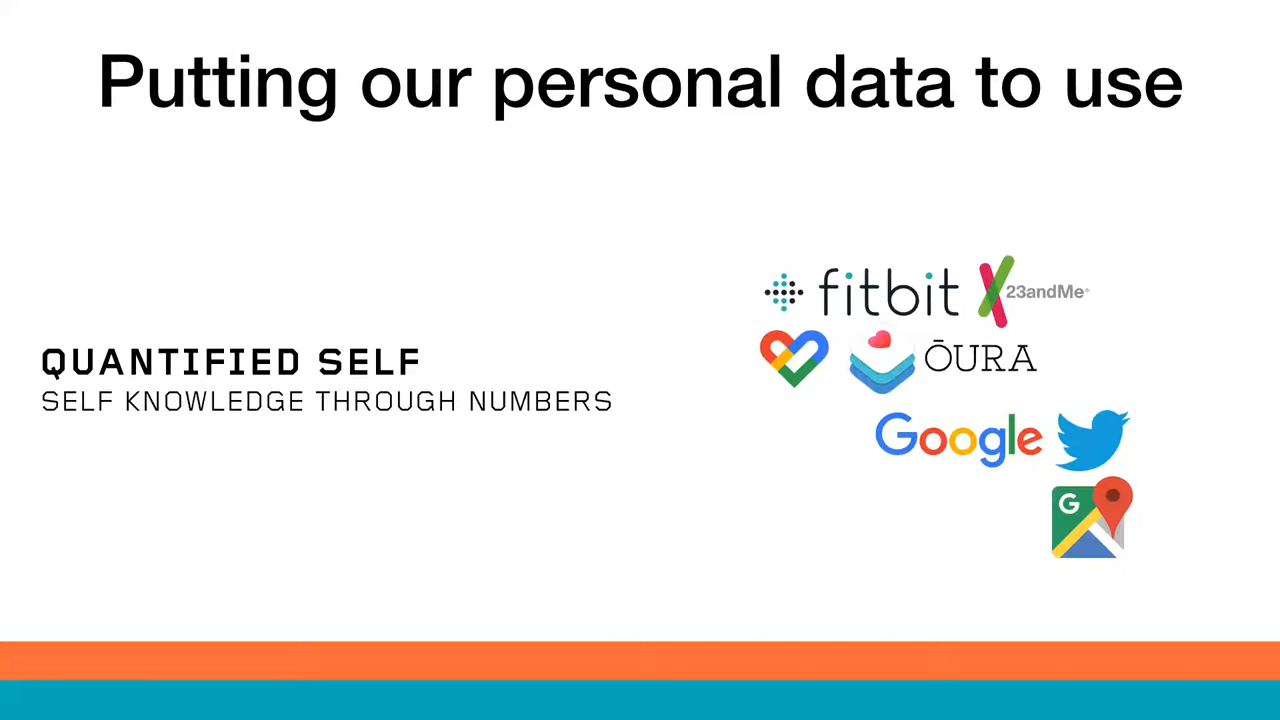 Putting our personal data to use
QUANTIFIED SELF
SELF KNOWLEDGE THROUGH NUMBERS
fitbit
23andMe®
ŌURA
Google
G